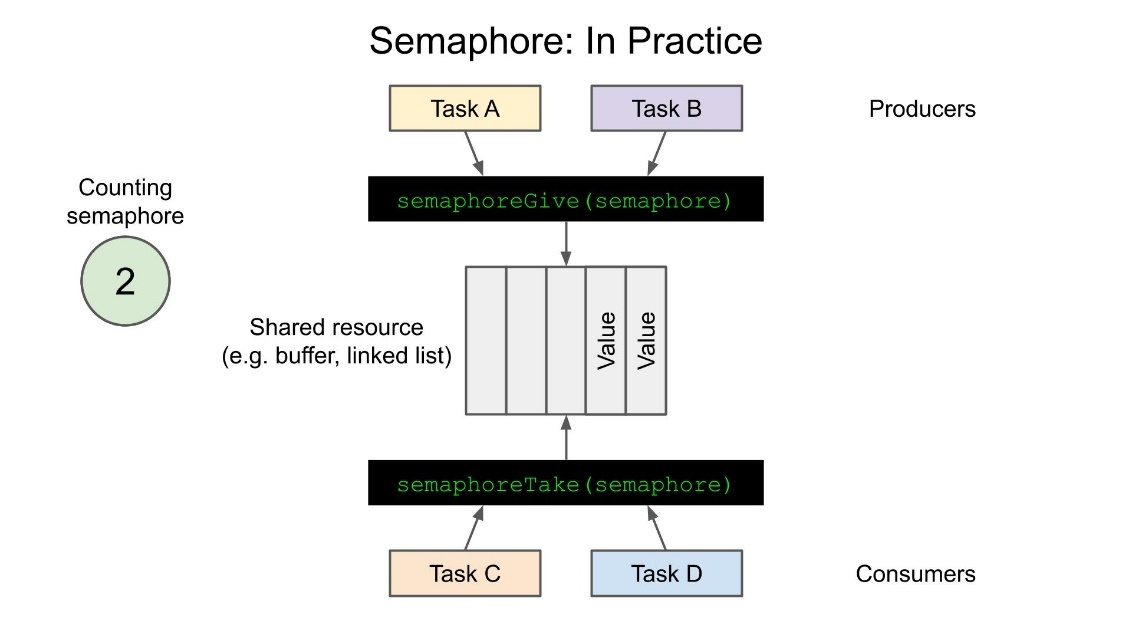 Semaphore: In Practice
Task A
Task B
Producers
semaphoreGive(semaphore)
Counting
semaphore
2
Shared resource
(e.g. buffer, linked list)
Value
Value
semaphoreTake(semaphore)
Task C
Task D
Consumers